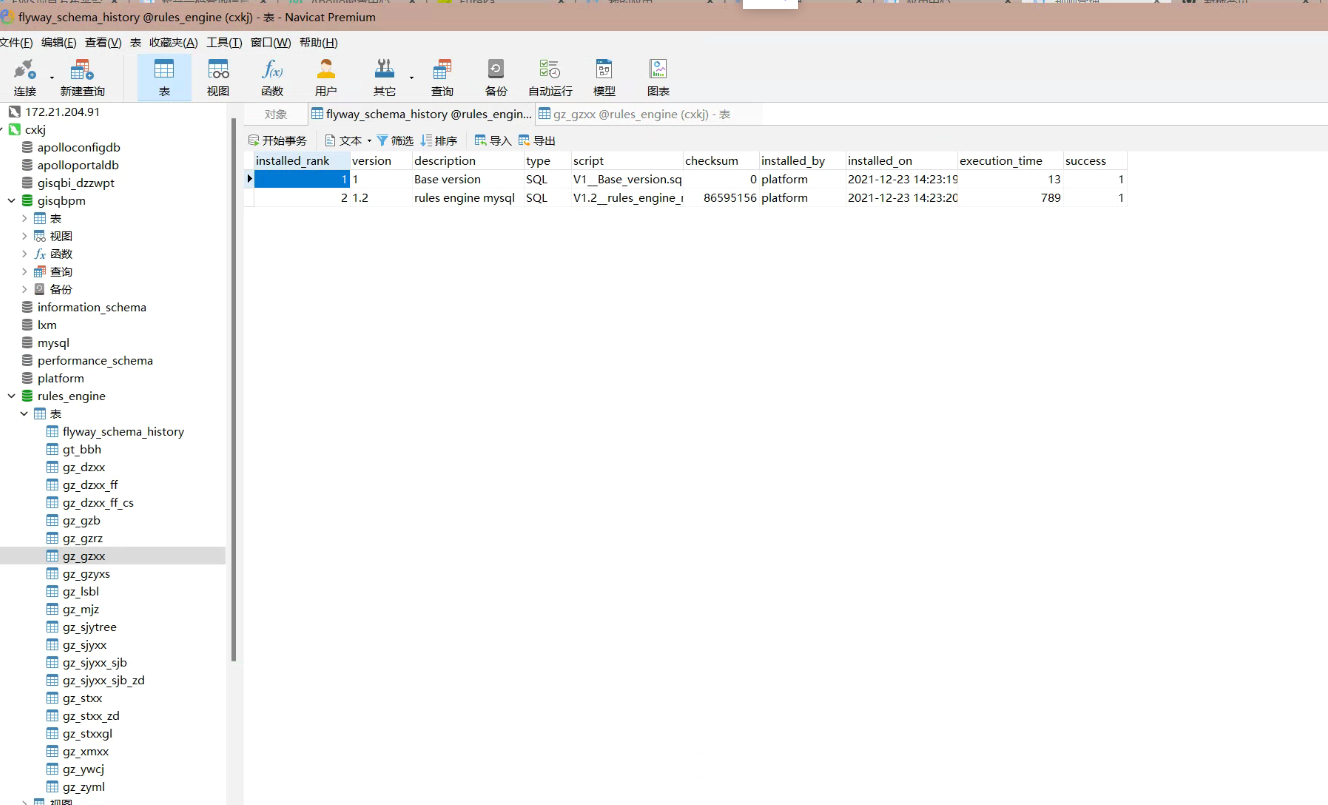 flyway_schema_history @rules_engine (cxkj) - 表 - Navicat Premium
文件(F) 编辑(E) 查看(V) 表 收藏夹(A) 工具(T) 窗口(W) 帮助(H)
连接 新建查询 表 视图 函数 用户 其它 查询 备份 自动运行 模型 图表
172.21.204.91
cxkj
apolloconfigdb
apolloportaldb
gisqbi_dzzwpt
gisqbpm
表
视图
函数
查询
备份
information_schema
lxm
mysql
performance_schema
platform
rules_engine
表
flyway_schema_history
gt_bbh
gz_dzxx
gz_dzxx_ff
gz_dzxx_ff_cs
gz_gzb
gz_gzrz
gz_gzxx
gz_gzyxs
gz_lsbl
gz_mjz
gz_sjytree
gz_sjyxx
gz_sjyxx_sjb
gz_sjyxx_sjb_zd
gz_stxx
gz_stxx_zd
gz_stxxgl
gz_xmxx
gz_ywcj
gz_zyml
视图
对象 flyway_schema_history @rules_engin... gz_gzxx @rules_engine (cxkj) - 表
开始事务 文本 筛选 排序 导入 导出
installed_rank version description type script checksum installed_by installed_on execution_time success
1 1 Base version SQL V1__Base_version.sq 0 platform 2021-12-23 14:23:19 13 1
2 1.2 rules engine mysql SQL V1.2__rules_engine_ 86595156 platform 2021-12-23 14:23:20 789 1